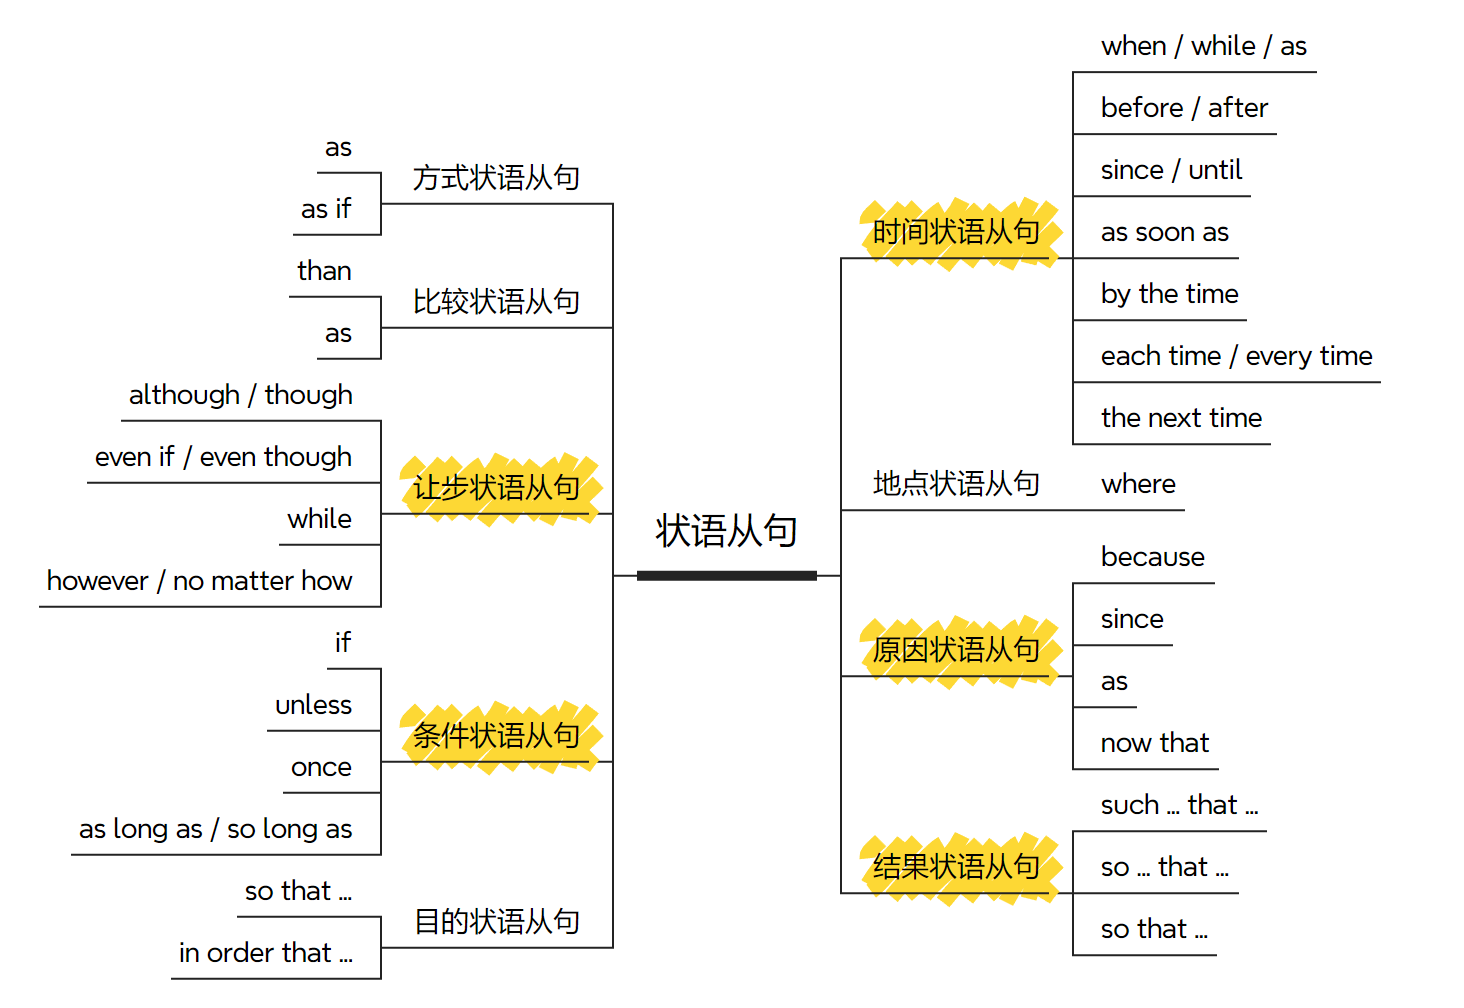 状语从句
时间状语从句
when / while / as
before / after
since / until
as soon as
by the time
each time / every time
the next time
地点状语从句
where
原因状语从句
because
since
as
now that
结果状语从句
such ... that ...
so ... that ...
so that ...
方式状语从句
as
as if
比较状语从句
than
as
让步状语从句
although / though
even if / even though
while
however / no matter how
条件状语从句
if
unless
once
as long as / so long as
目的状语从句
so that ...
in order that ...